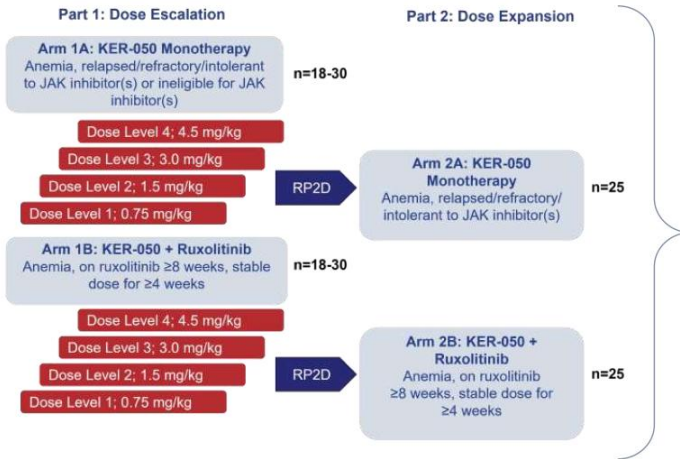 Part 1: Dose Escalation
Part 2: Dose Expansion
Arm 1A: KER-050 Monotherapy
Anemia, relapsed/refractory/intolerant
to JAK inhibitor(s) or ineligible for JAK
inhibitor(s)
n=18-30
Dose Level 4; 4.5 mg/kg
Dose Level 3; 3.0 mg/kg
Dose Level 2; 1.5 mg/kg
Dose Level 1; 0.75 mg/kg
RP2D
Arm 2A: KER-050
Monotherapy
Anemia, relapsed/refractory/
intolerant to JAK inhibitor(s)
n=25
Arm 1B: KER-050 + Ruxolitinib
Anemia, on ruxolitinib ≥8 weeks, stable
dose for ≥4 weeks
n=18-30
Dose Level 4; 4.5 mg/kg
Dose Level 3; 3.0 mg/kg
Dose Level 2; 1.5 mg/kg
Dose Level 1; 0.75 mg/kg
RP2D
Arm 2B: KER-050 +
Ruxolitinib
Anemia, on ruxolitinib
≥8 weeks, stable dose for
≥4 weeks
n=25